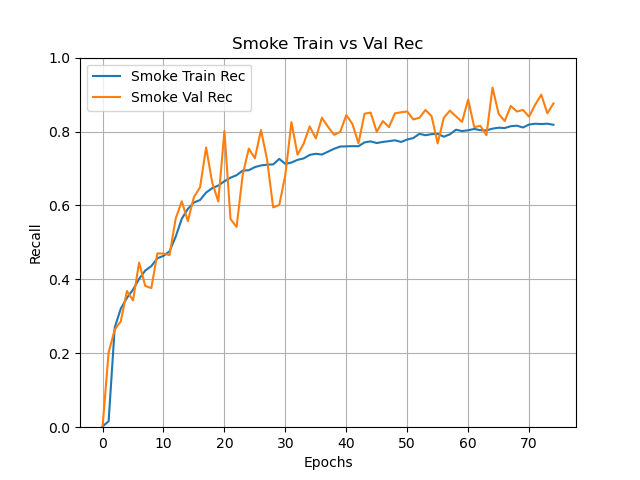 Smoke Train vs Val Rec
Smoke Train Rec
Smoke Val Rec
Recall
1.0
0.8
0.6
0.4
0.2
0.0
0 10 20 30 40 50 60 70
Epochs